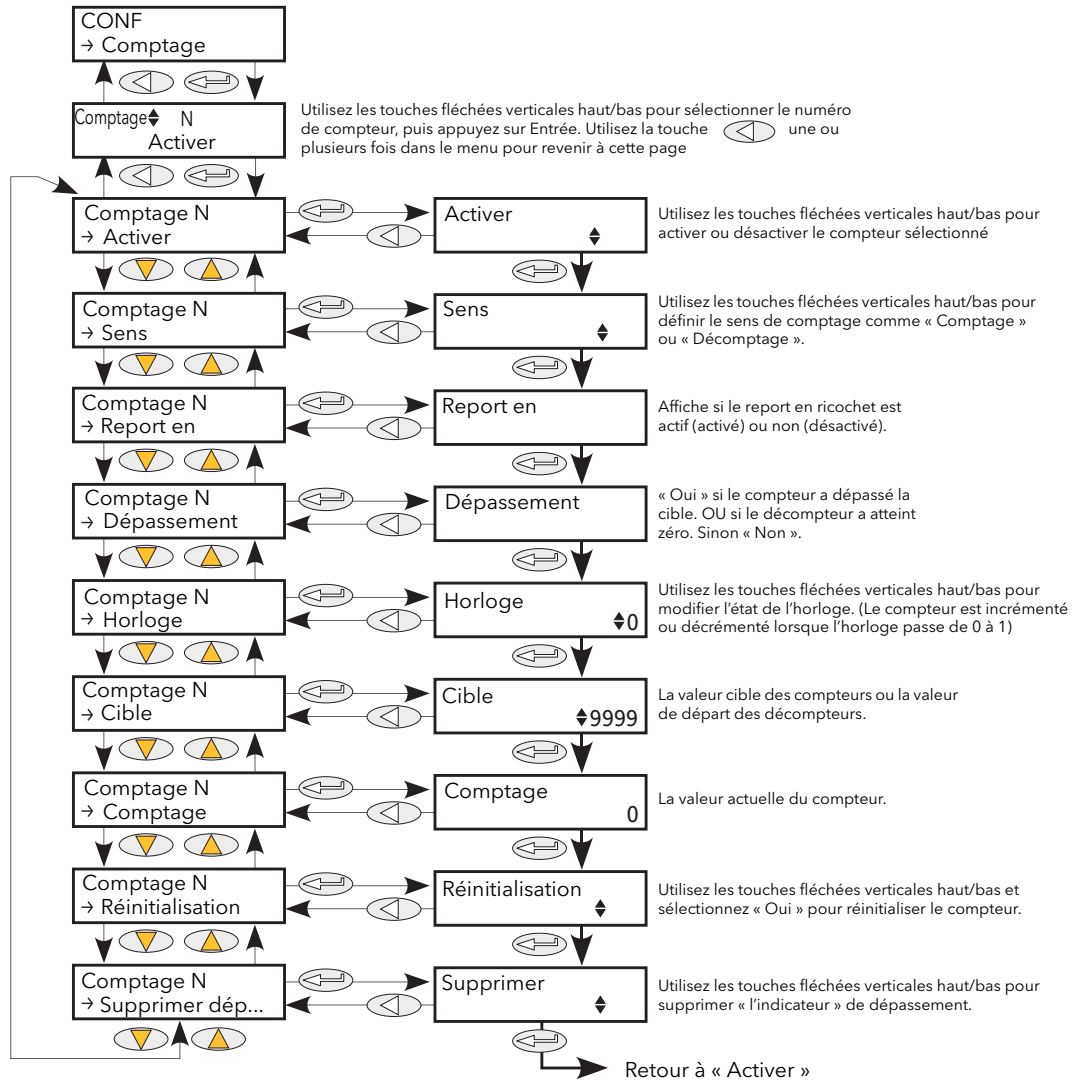 CONF
→ Comptage
Comptage N
Activer
Utilisez les touches fléchées verticales haut/bas pour sélectionner le numéro
de compteur, puis appuyez sur Entrée. Utilisez la touche une ou
plusieurs fois dans le menu pour revenir à cette page
Comptage N
→ Activer
Activer
Utilisez les touches fléchées verticales haut/bas pour
activer ou désactiver le compteur sélectionné
Comptage N
→ Sens
Sens
Utilisez les touches fléchées verticales haut/bas pour
définir le sens de comptage comme « Comptage »
ou « Décomptage ».
Comptage N
→ Report en
Report en
Affiche si le report en ricochet est
actif (activé) ou non (désactivé).
Comptage N
→ Dépassement
Dépassement
« Oui » si le compteur a dépassé la
cible. OU si le décompteur a atteint
zéro. Sinon « Non ».
Comptage N
→ Horloge
Horloge
0
Utilisez les touches fléchées verticales haut/bas pour
modifier l'état de l'horloge. (Le compteur est incrémenté
ou décrémenté lorsque l'horloge passe de 0 à 1)
Comptage N
→ Cible
Cible
9999
La valeur cible des compteurs ou la valeur
de départ des décompteurs.
Comptage N
→ Comptage
Comptage
0
La valeur actuelle du compteur.
Comptage N
→ Réinitialisation
Réinitialisation
Utilisez les touches fléchées verticales haut/bas et
sélectionnez « Oui » pour réinitialiser le compteur.
Comptage N
→ Supprimer dép...
Supprimer
Utilisez les touches fléchées verticales haut/bas pour
supprimer « l'indicateur » de dépassement.
Retour à « Activer »